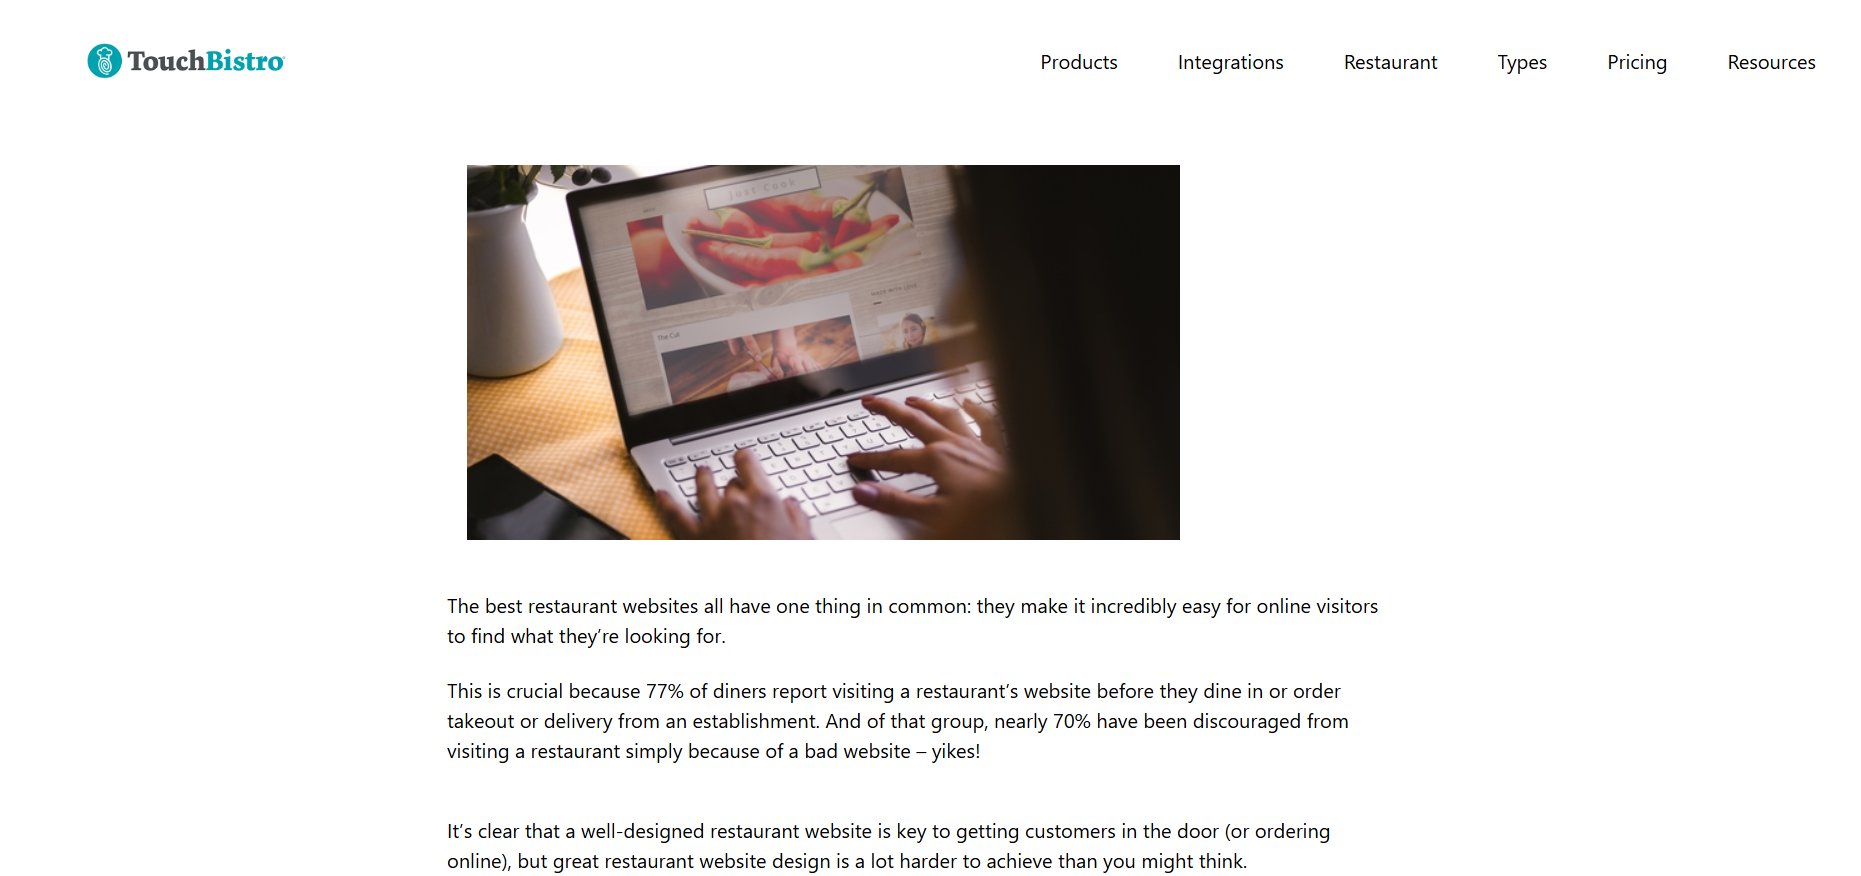 TouchBistro
Products Integrations Restaurant Types Pricing Resources
Just Cook
MADE WITH LOVE
The Cut
The best restaurant websites all have one thing in common: they make it incredibly easy for online visitors
to find what they’re looking for.
This is crucial because 77% of diners report visiting a restaurant’s website before they dine in or order
takeout or delivery from an establishment. And of that group, nearly 70% have been discouraged from
visiting a restaurant simply because of a bad website – yikes!
It’s clear that a well-designed restaurant website is key to getting customers in the door (or ordering
online), but great restaurant website design is a lot harder to achieve than you might think.